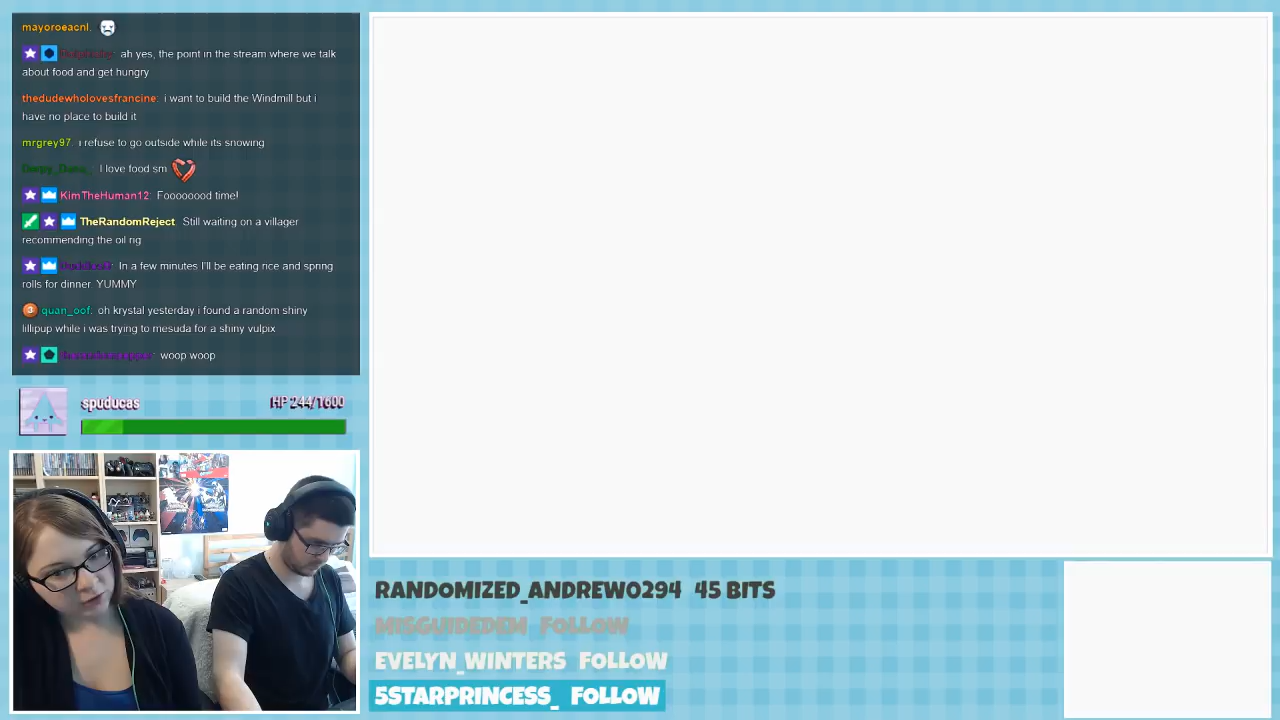 mayoroeacnl:
ah yes, the point in the stream where we talk
about food and get hungry
thedudewholovesfrancine: i want to build the Windmill but i
have no place to build it
mrgrey97: i refuse to go outside while its snowing
I love food sm
KimTheHuman12: Foooooood time!
TheRandomReject: Still waiting on a villager
recommending the oil rig
In a few minutes I'll be eating rice and spring
rolls for dinner. YUMMY
3 quan_oof: oh krystal yesterday i found a random shiny
lillipup while i was trying to mesuda for a shiny vulpix
woop woop
spuducas HP 244/1600
RANDOMIZED_ANDREW0294 45 BITS
MISGUIDEDEM FOLLOW
EVELYN_WINTERS FOLLOW
5STARPRINCESS_ FOLLOW